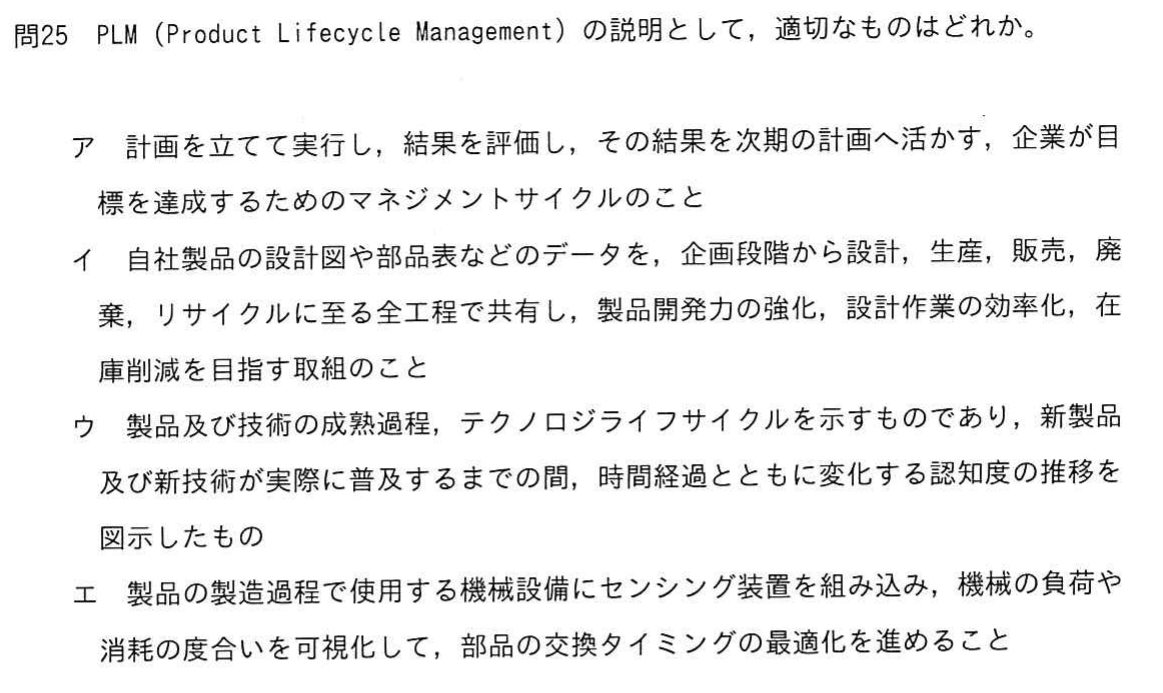 問25 PLM (Product Lifecycle Management) の説明として，適切なものはどれか。
ア 計画を立てて実行し，結果を評価し，その結果を次期の計画へ活かす，企業が目
標を達成するためのマネジメントサイクルのこと
イ 自社製品の設計図や部品表などのデータを，企画段階から設計，生産，販売，廃
棄，リサイクルに至る全工程で共有し，製品開発力の強化，設計作業の効率化，在
庫削減を目指す取組のこと
ウ 製品及び技術の成熟過程，テクノロジライフサイクルを示すものであり，新製品
及び新技術が実際に普及するまでの間，時間経過とともに変化する認知度の推移を
図示したもの
エ 製品の製造過程で使用する機械設備にセンシング装置を組み込み，機械の負荷や
消耗の度合いを可視化して，部品の交換タイミングの最適化を進めること